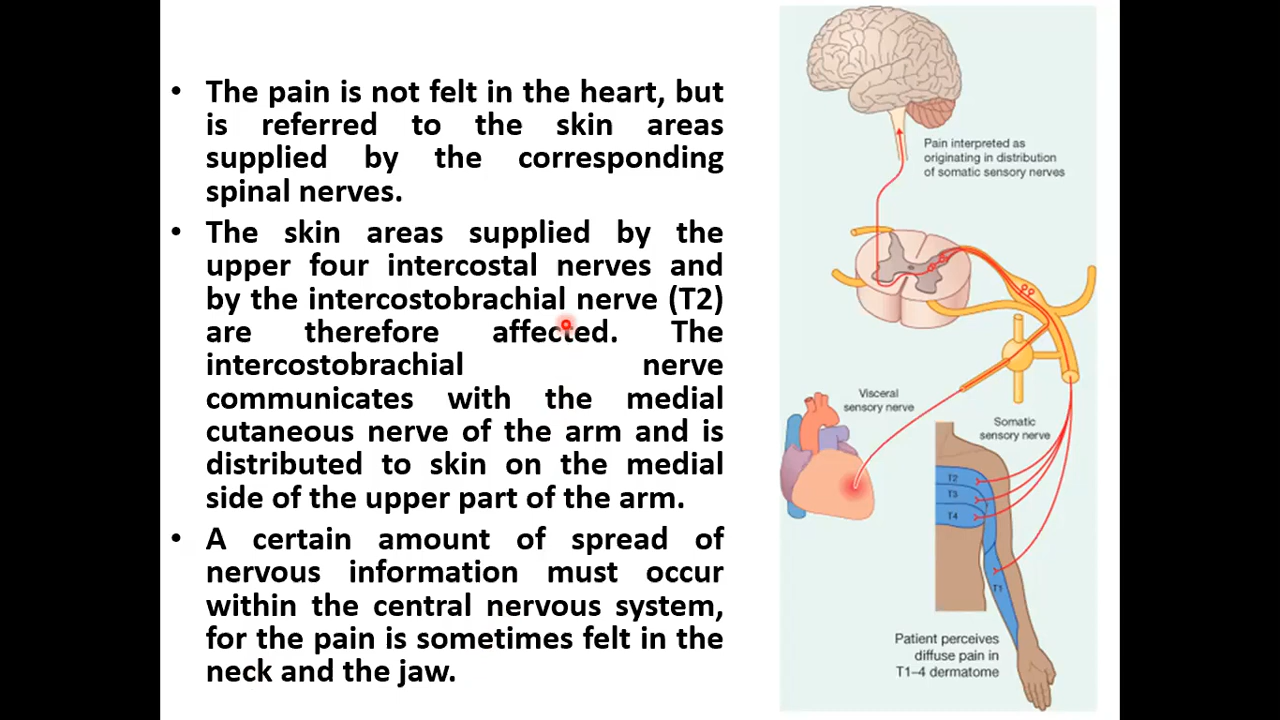 • The pain is not felt in the heart, but
is referred to the skin areas
supplied by the corresponding
spinal nerves.
• The skin areas supplied by the
upper four intercostal nerves and
by the intercostobrachial nerve (T2)
are therefore affected. The
intercostobrachial nerve
communicates with the medial
cutaneous nerve of the arm and is
distributed to skin on the medial
side of the upper part of the arm.
• A certain amount of spread of
nervous information must occur
within the central nervous system,
for the pain is sometimes felt in the
neck and the jaw.
Pain interpreted as
originating in distribution
of somatic sensory nerves
Visceral
sensory nerve
Somatic
sensory nerve
T2
T3
T4
T1
Patient perceives
diffuse pain in
T1–4 dermatome